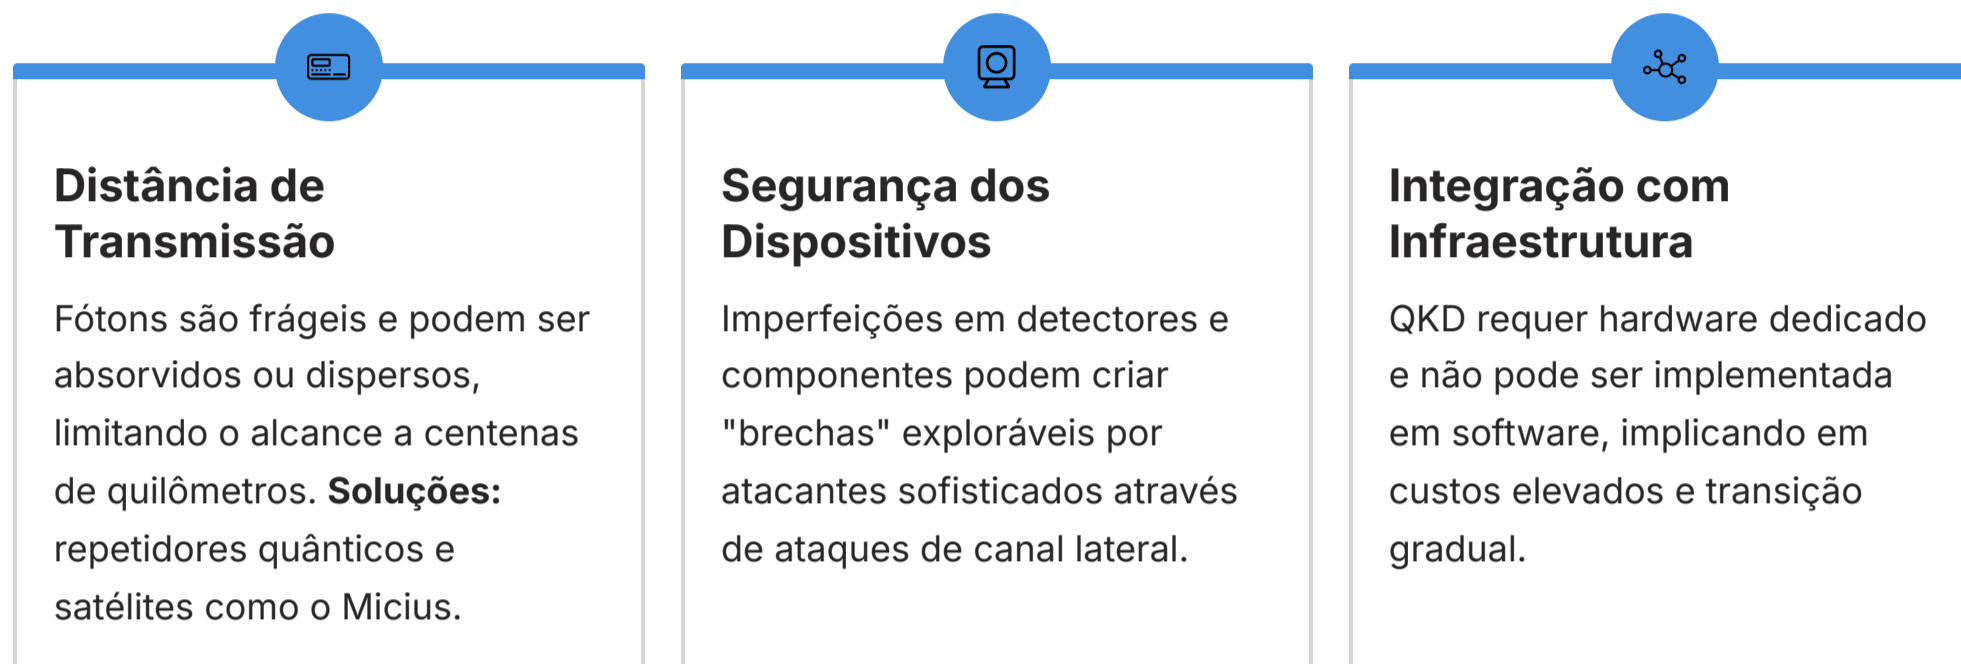 Distância de
Transmissão
Fótons são frágeis e podem ser
absorvidos ou dispersos,
limitando o alcance a centenas
de quilômetros. Soluções:
repetidores quânticos e
satélites como o Micius.
Segurança dos
Dispositivos
Imperfeições em detectores e
componentes podem criar
"brechas" exploráveis por
atacantes sofisticados através
de ataques de canal lateral.
Integração com
Infraestrutura
QKD requer hardware dedicado
e não pode ser implementada
em software, implicando em
custos elevados e transição
gradual.